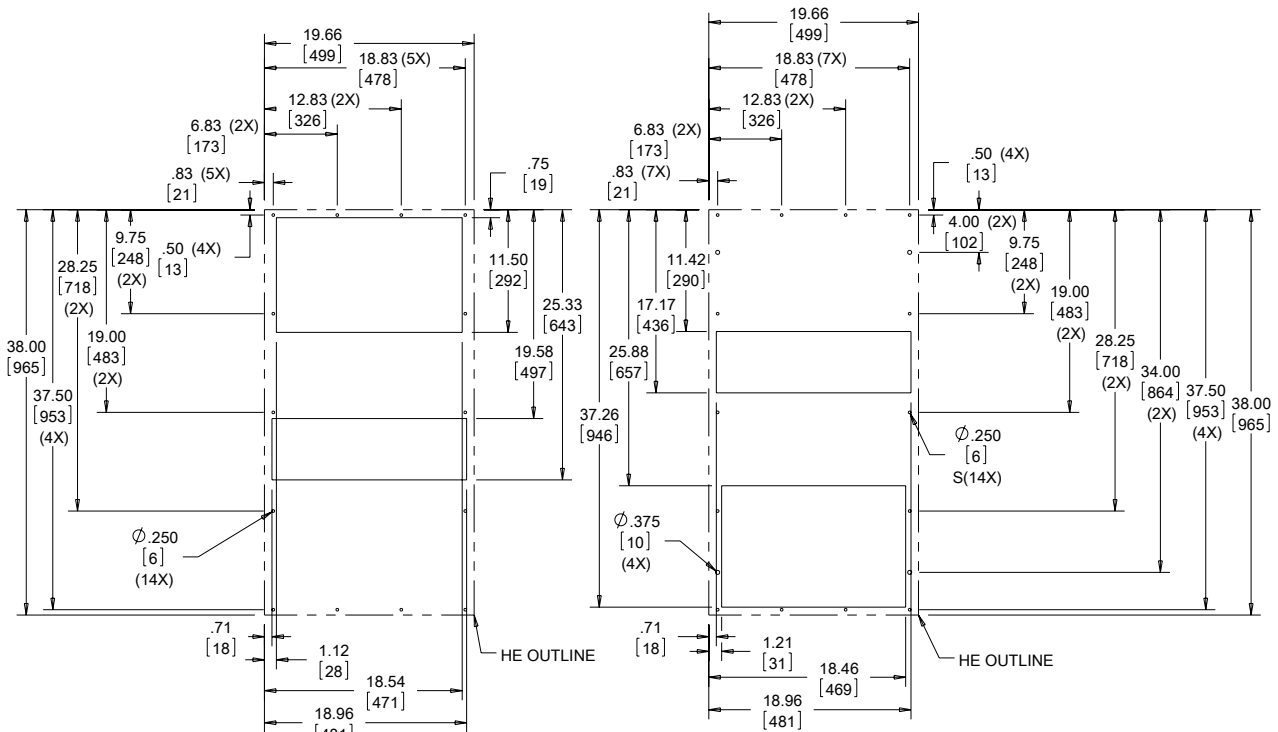 19.66
[499]
18.83 (5X)
[478]
12.83 (2X)
[326]
6.83 (2X)
[173]
.83 (5X)
[21]
.75
[19]
9.75
[248]
(2X)
.50 (4X)
[13]
28.25
[718]
(2X)
19.00
[483]
(2X)
38.00
[965]
37.50
[953]
(4X)
11.50
[292]
25.33
[643]
19.58
[497]
Ø.250
[6]
(14X)
.71
[18]
1.12
[28]
18.54
[471]
18.96
HE OUTLINE
19.66
[499]
18.83 (7X)
[478]
12.83 (2X)
[326]
6.83 (2X)
[173]
.83 (7X)
[21]
.50 (4X)
[13]
4.00 (2X)
[102]
9.75
[248]
(2X)
11.42
[290]
17.17
[436]
25.88
[657]
37.26
[946]
19.00
[483]
(2X)
28.25
[718]
(2X)
34.00
[864]
(2X)
37.50
[953]
(4X)
38.00
[965]
Ø.250
[6]
S(14X)
Ø.375
[10]
(4X)
.71
[18]
1.21
[31]
18.46
[469]
18.96
[481]
HE OUTLINE